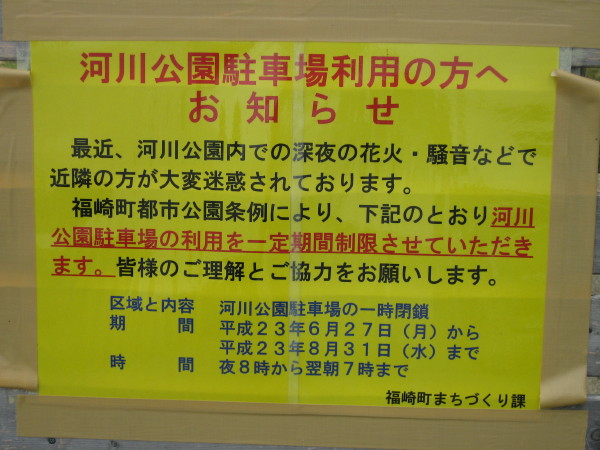 河川公園駐車場利用の方へ
お知らせ
最近、河川公園内での深夜の花火・騒音などで
近隣の方が大変迷惑されております。
福崎町都市公園条例により、下記のとおり河川
公園駐車場の利用を一定期間制限させていただき
ます。皆様のご理解とご協力をお願いします。
区域と内容 河川公園駐車場の一時閉鎖
期間 平成23年6月27日（月）から
平成23年8月31日（水）まで
時間 夜8時から翌朝7時まで
福崎町まちづくり課